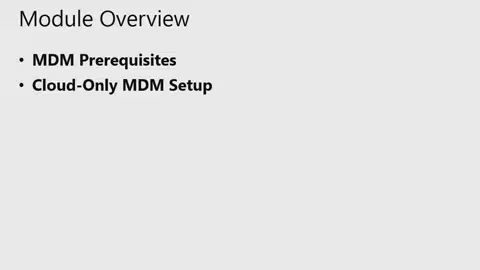 Module Overview
• MDM Prerequisites
• Cloud-Only MDM Setup